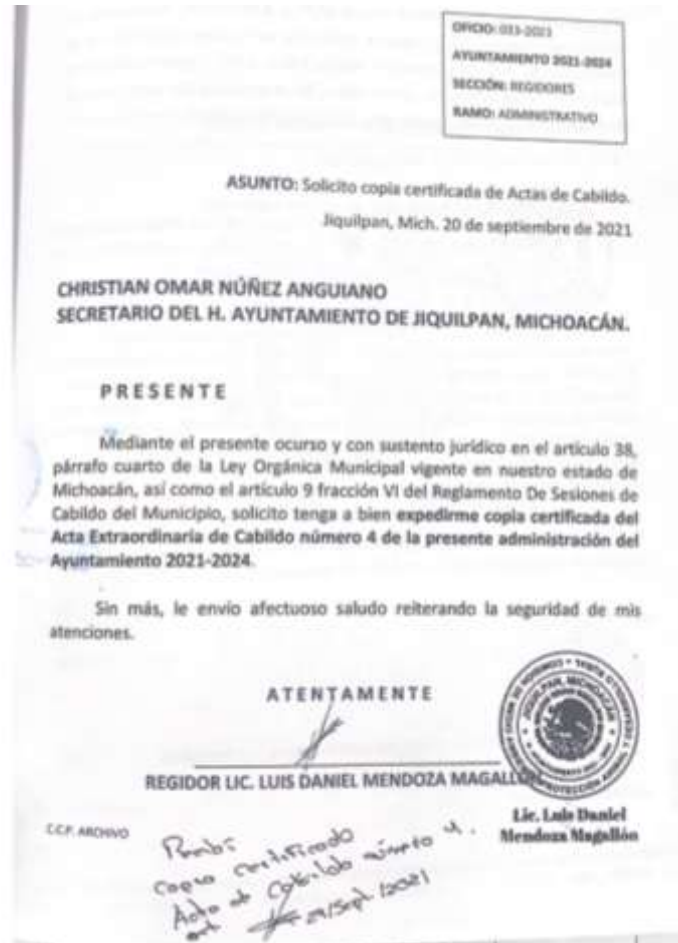 OFICIO: 033-2021
AYUNTAMIENTO 2021-2024
SECCIÓN: REGIDORES
RAMO: ADMINISTRATIVO
ASUNTO: Solicito copia certificada de Actas de Cabildo.
Jiquilpan, Mich. 20 de septiembre de 2021
CHRISTIAN OMAR NÚÑEZ ANGUIANO
SECRETARIO DEL H. AYUNTAMIENTO DE JIQUILPAN, MICHOACÁN.
PRESENTE
Mediante el presente ocurso y con sustento jurídico en el artículo 38,
párrafo cuarto de la Ley Orgánica Municipal vigente en nuestro estado de
Michoacán, así como el artículo 9 fracción VI del Reglamento De Sesiones de
Cabildo del Municipio, solicito tenga a bien expedirme copia certificada del
Acta Extraordinaria de Cabildo número 4 de la presente administración del
Ayuntamiento 2021-2024.
Sin más, le envío afectuoso saludo reiterando la seguridad de mis
atenciones.
ATENTAMENTE
REGIDOR LIC. LUIS DANIEL MENDOZA MAGALLÓN
JIQUILPAN, MICHOACÁN
PROTECCIÓN ANIMAL
Lic. Luis Daniel
Mendoza Magallón
C.C.P. ARCHIVO
Recibí
copia certificada
Acta de Cabildo número 4.
29/Sept/2021